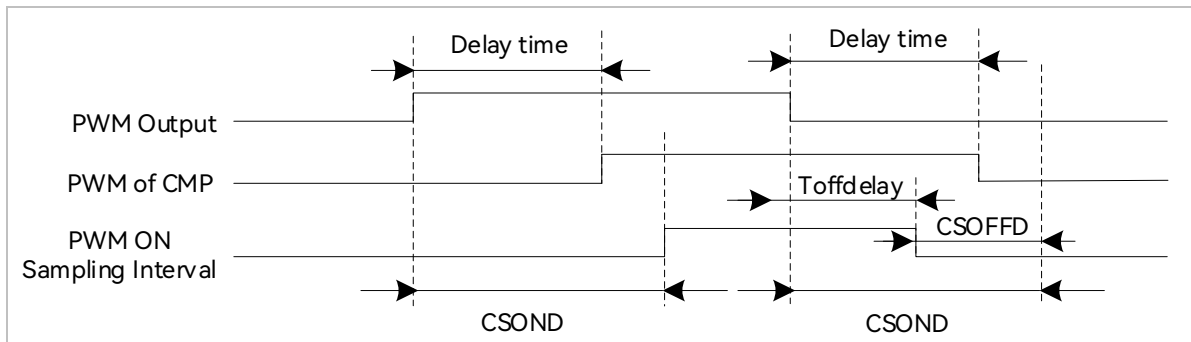 Delay time
Delay time
PWM Output
PWM of CMP
Toffdelay
PWM ON
Sampling Interval
CSOFFD
CSOND
CSOND